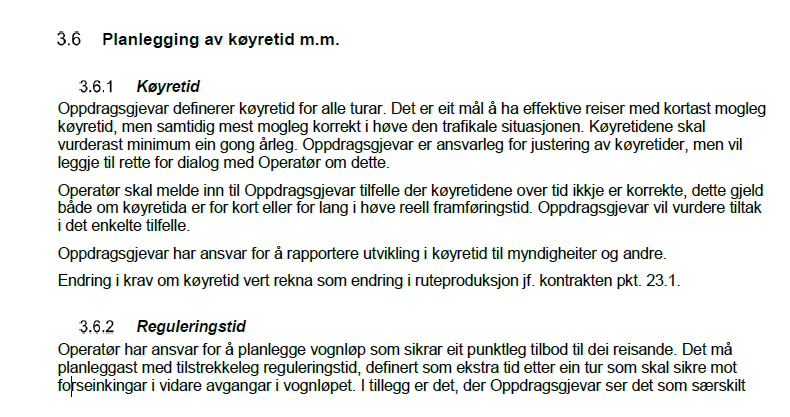 3.6 Planlegging av køyretid m.m.
3.6.1 Køyretid
Oppdragsgjevar definerer køyretid for alle turar. Det er eit mål å ha effektive reiser med kortast mogleg
køyretid, men samtidig mest mogleg korrekt i høve den trafikale situasjonen. Køyretidene skal
vurderast minimum ein gong årleg. Oppdragsgjevar er ansvarleg for justering av køyretider, men vil
leggje til rette for dialog med Operatør om dette.
Operatør skal melde inn til Oppdragsgjevar tilfelle der køyretidene over tid ikkje er korrekte, dette gjeld
både om køyretida er for kort eller for lang i høve reell framføringstid. Oppdragsgjevar vil vurdere tiltak
i det enkelte tilfelle.
Oppdragsgjevar har ansvar for å rapportere utvikling i køyretid til myndigheiter og andre.
Endring i krav om køyretid vert rekna som endring i ruteproduksjon jf. kontrakten pkt. 23.1.
3.6.2 Reguleringstid
Operatør har ansvar for å planlegge vognløp som sikrar eit punktleg tilbod til dei reisande. Det må
planleggast med tilstrekkeleg reguleringstid, definert som ekstra tid etter ein tur som skal sikre mot
forseinkingar i vidare avgangar i vognløpet. I tillegg er det, der Oppdragsgjevar ser det som særskilt